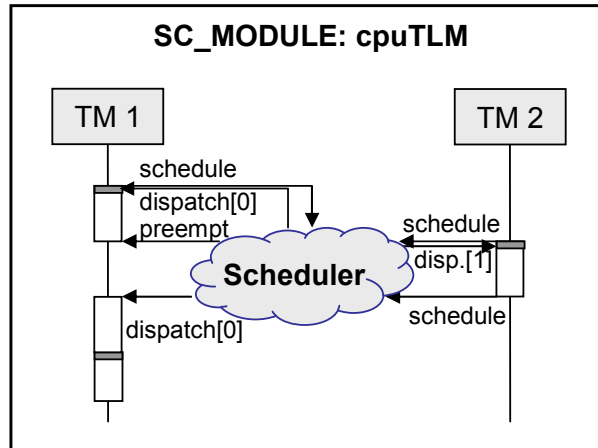 SC_MODULE: cpuTLM
TM 1
TM 2
schedule
dispatch[0]
preempt
schedule
disp.[1]
Scheduler
schedule
dispatch[0]